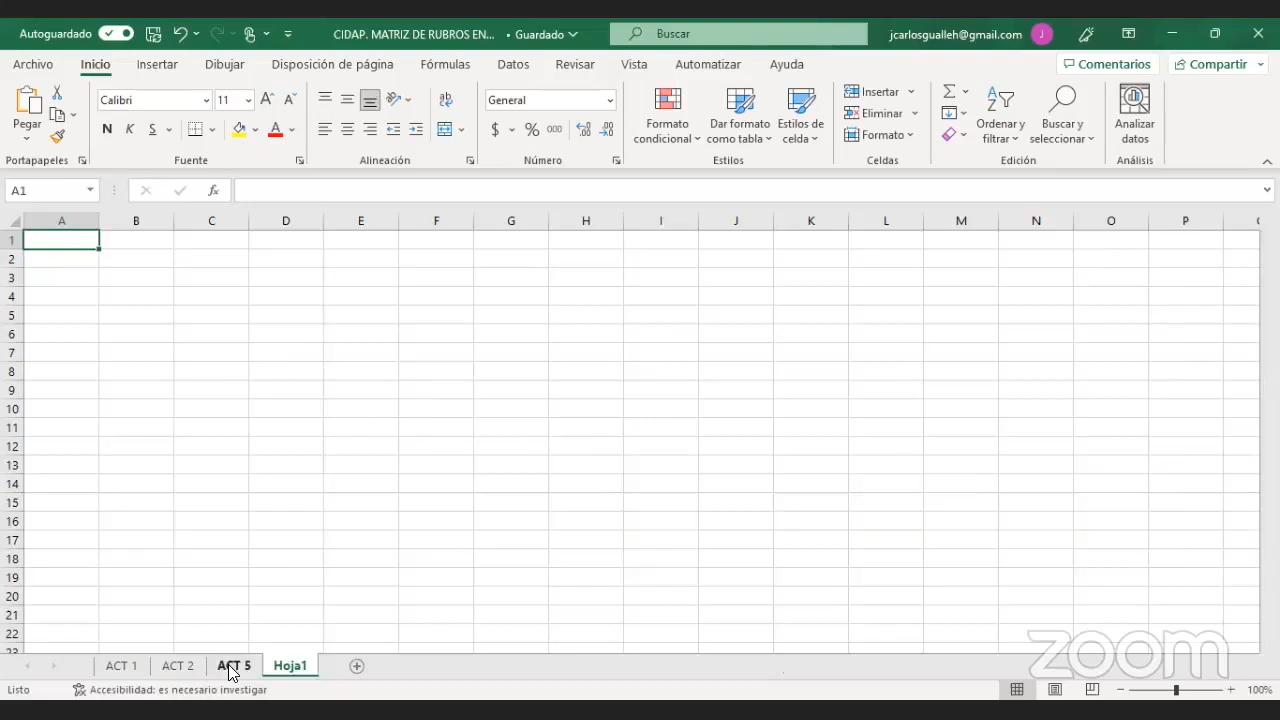 Autoguardado CIDAP. MATRIZ DE RUBROS EN... • Guardado Buscar jcarlosgualleh@gmail.com J
Archivo Inicio Insertar Dibujar Disposición de página Fórmulas Datos Revisar Vista Automatizar Ayuda Comentarios Compartir
Pegar Calibri 11 General Formato condicional Dar formato como tabla Estilos de celda Insertar Eliminar Formato Ordenar y filtrar Buscar y seleccionar Analizar datos
N K S $ % 000
Portapapeles Fuente Alineación Número Estilos Celdas Edición Análisis
A1 fx
A B C D E F G H I J K L M N O P
1
2
3
4
5
6
7
8
9
10
11
12
13
14
15
16
17
18
19
20
21
22
23
ACT 1 ACT 2 ACT 5 Hoja1
zoom
Listo Accesibilidad: es necesario investigar 100%